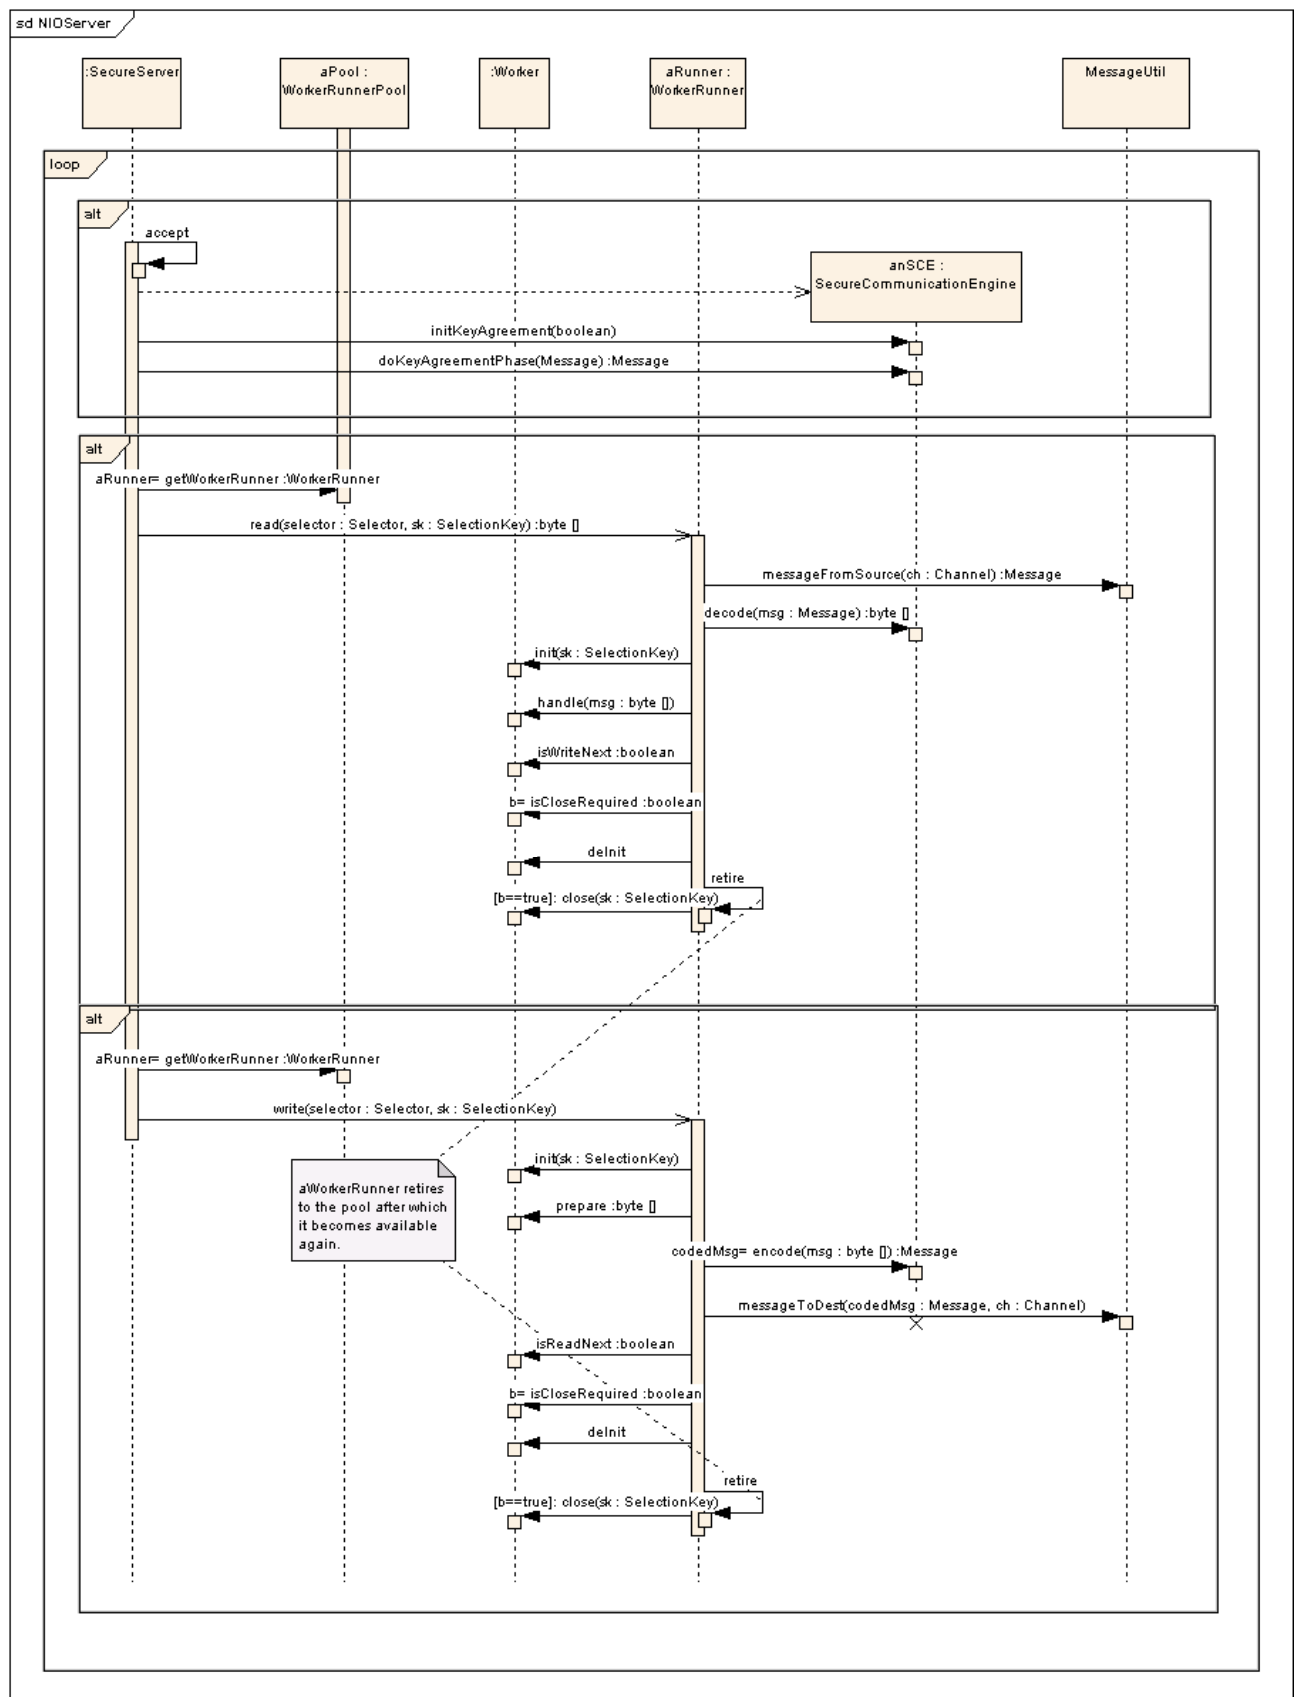 sd NIOServer
:SecureServer
aPool :
WorkerRunnerPool
:Worker
aRunner :
WorkerRunner
MessageUtil
loop
alt
accept
anSCE :
SecureCommunicationEngine
initKeyAgreement(boolean)
doKeyAgreementPhase(Message) :Message
alt
aRunner= getWorkerRunner :WorkerRunner
read(selector : Selector, sk : SelectionKey) :byte []
messageFromSource(ch : Channel) :Message
decode(msg : Message) :byte []
init(sk : SelectionKey)
handle(msg : byte [])
isWriteNext :boolean
b= isCloseRequired :boolean
deInit
retire
[b==true]: close(sk : SelectionKey)
alt
aRunner= getWorkerRunner :WorkerRunner
write(selector : Selector, sk : SelectionKey)
init(sk : SelectionKey)
aWorkerRunner retires
to the pool after which
it becomes available
again.
prepare :byte []
codedMsg= encode(msg : byte []) :Message
messageToDest(codedMsg : Message, ch : Channel)
isReadNext :boolean
b= isCloseRequired :boolean
deInit
retire
[b==true]: close(sk : SelectionKey)